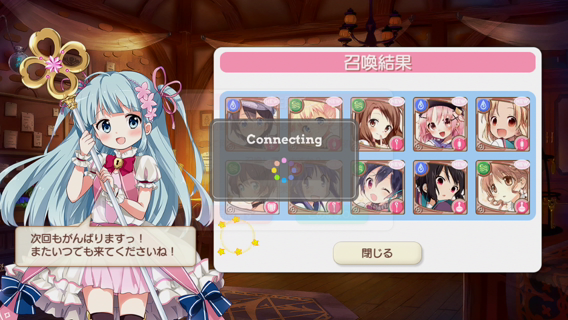 召喚結果
Connecting
次回もがんばりますっ！
またいつでも来てくださいね！
閉じる